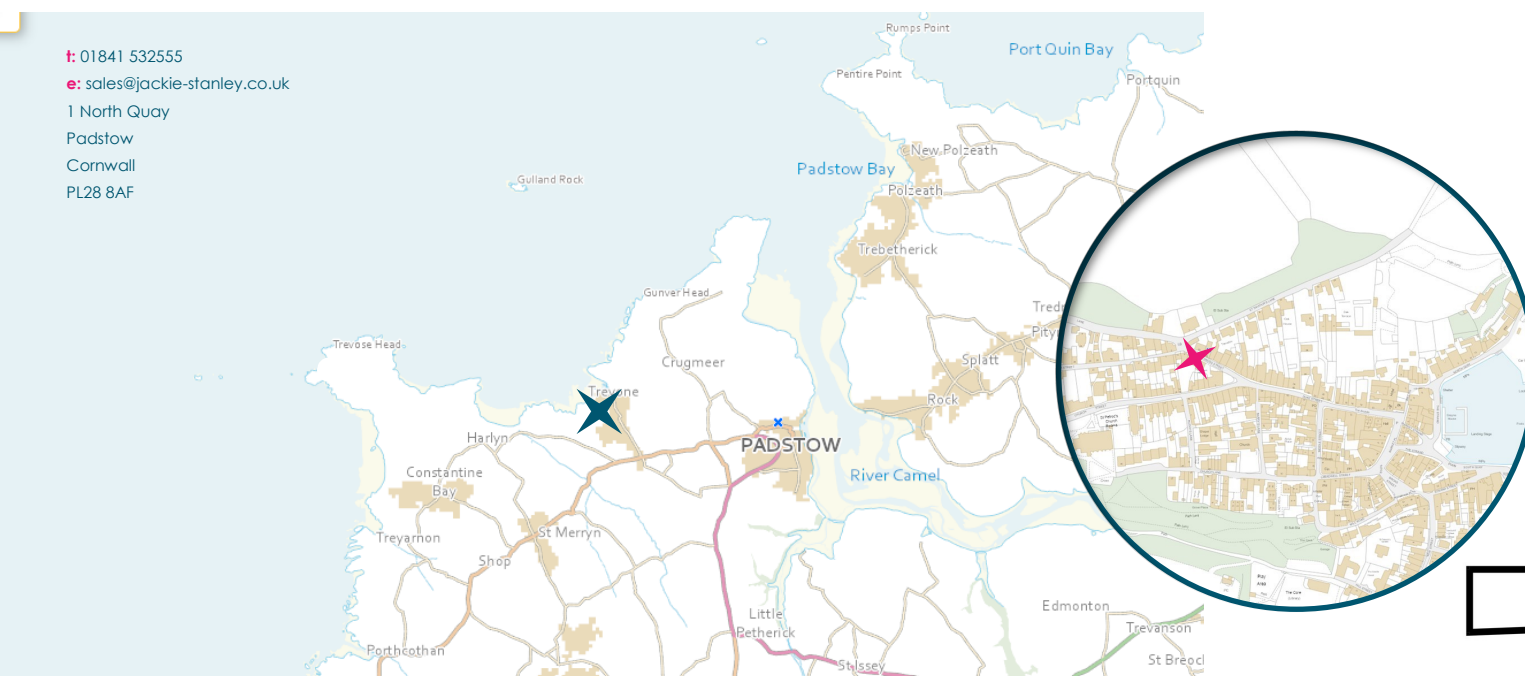 t: 01841 532555
e: sales@jackie-stanley.co.uk
1 North Quay
Padstow
Cornwall
PL28 8AF
Rumps Point
Port Quin Bay
Pentire Point
Portquin
New Polzeath
Padstow Bay
Gulland Rock
Polzeath
Trebetherick
Gunver Head
Trevose Head
Crugmeer
Splatt
Trevone
Rock
Harlyn
PADSTOW
Constantine
Bay
River Camel
Treyarnon
St Merryn
Shop
Edmonton
Little
Petherick
Trevanson
Porthcothan
St Issey
St Breoc